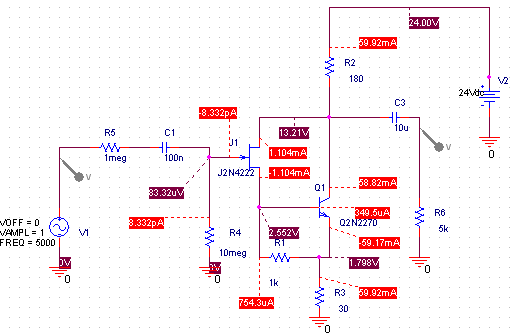 24.00V
59.92mA
R2
180
V2
24Vdc
0
-8.332pA
J1
13.21V
C3
10u
V
R5
1meg
C1
100n
J2N4222
1.104mA
-1.104mA
V
83.32uV
Q1
58.82mA
8.332pA
349.5uA
Q2N2270
R6
5k
VOFF = 0
VAMPL = 1
FREQ = 5000
V1
R4
10meg
2.552V
R1
-59.17mA
0V
0
0V
0
1k
1.798V
0
754.3uA
R3
30
59.92mA
0